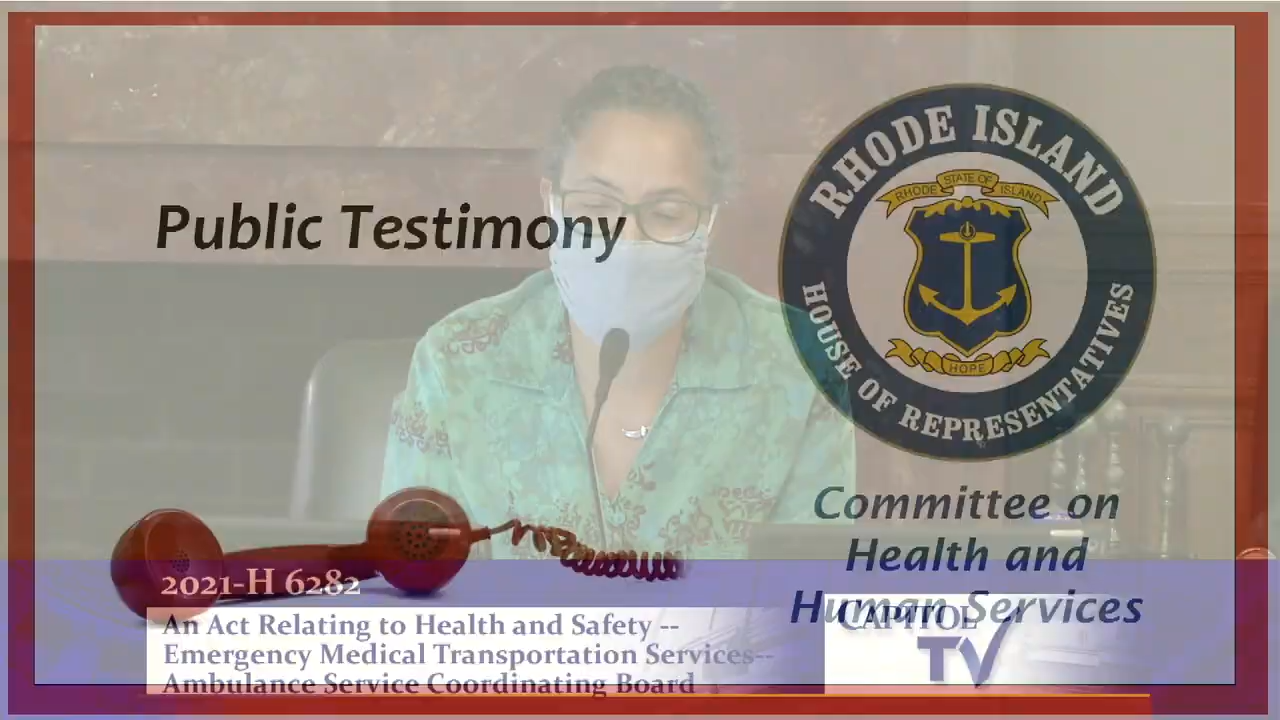 Public Testimony
RHODE ISLAND
STATE OF
RHODE ISLAND
HOPE
HOUSE OF REPRESENTATIVES
Committee on
Health and
Human Services
2021-H 6282
An Act Relating to Health and Safety --
Emergency Medical Transportation Services--
Ambulance Service Coordinating Board
CAPITOL
TV